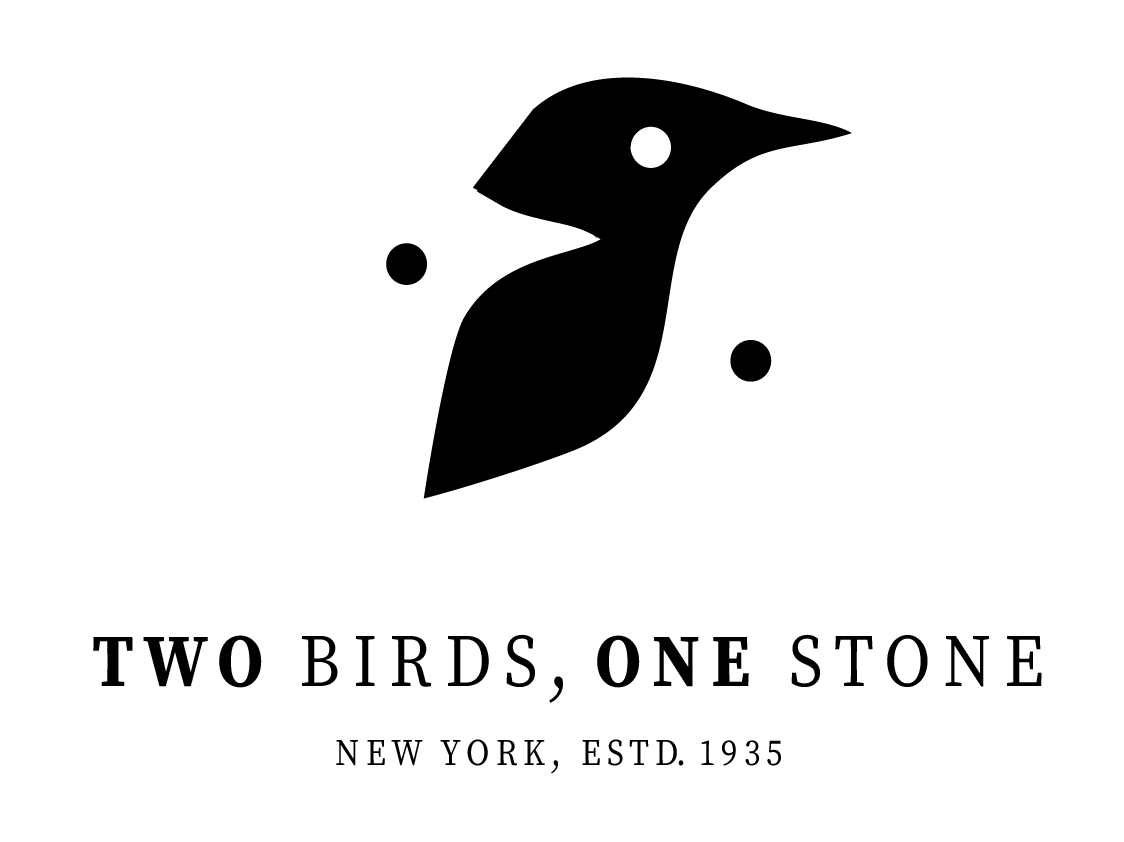 TWO BIRDS, ONE STONE
NEW YORK, ESTD. 1935